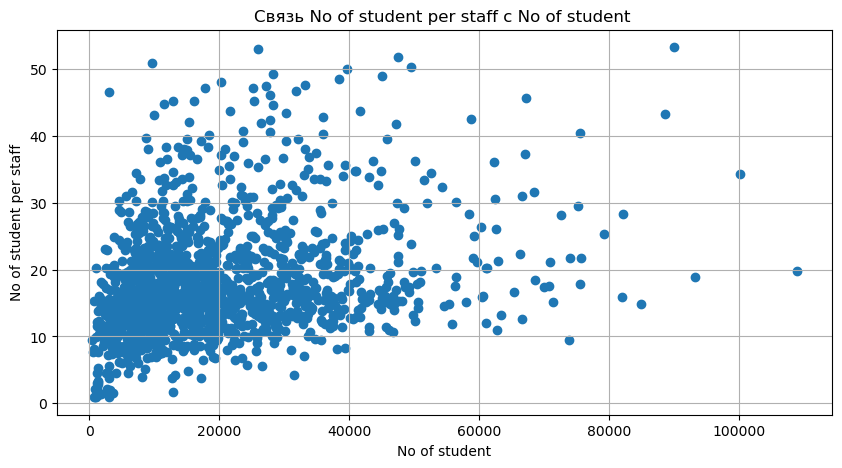 Связь No of student per staff с No of student
No of student per staff
50
40
30
20
10
0
0 20000 40000 60000 80000 100000
No of student